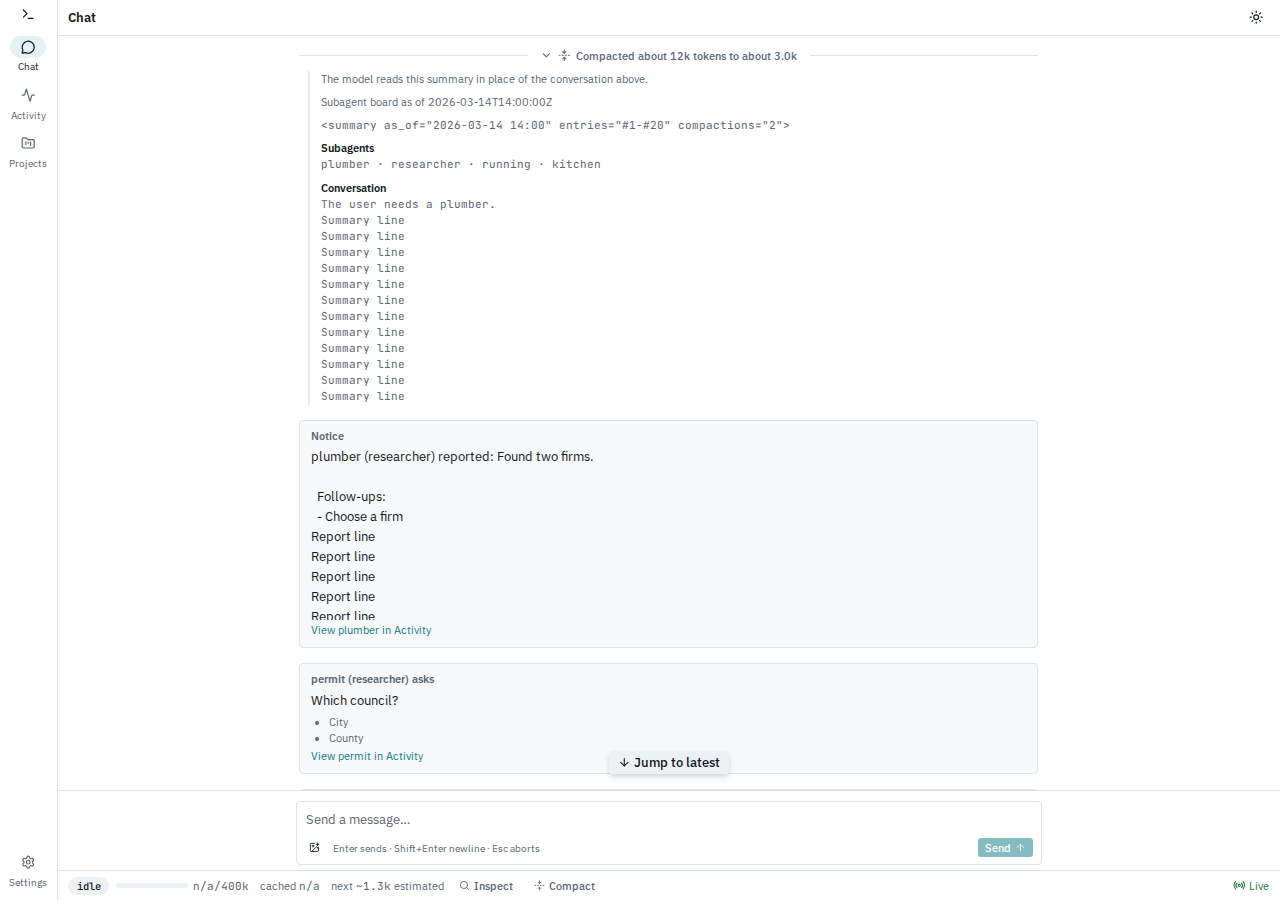 Chat
Chat
Activity
Projects
Settings
Compacted about 12k tokens to about 3.0k
The model reads this summary in place of the conversation above.
Subagent board as of 2026-03-14T14:00:00Z
<summary as_of="2026-03-14 14:00" entries="#1-#20" compactions="2">
Subagents
plumber · researcher · running · kitchen
Conversation
The user needs a plumber.
Summary line
Summary line
Summary line
Summary line
Summary line
Summary line
Summary line
Summary line
Summary line
Summary line
Summary line
Summary line
Notice
plumber (researcher) reported: Found two firms.
Follow-ups:
- Choose a firm
Report line
Report line
Report line
Report line
Report line
View plumber in Activity
permit (researcher) asks
Which council?
• City
• County
View permit in Activity
↓ Jump to latest
Send a message...
Enter sends · Shift+Enter newline · Esc aborts
Send ↑
idle n/a/400k cached n/a next ~1.3k estimated Inspect Compact Live